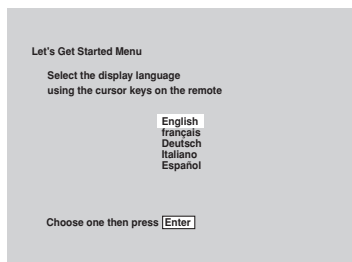 Let's Get Started Menu
Select the display language
using the cursor keys on the remote
English
français
Deutsch
Italiano
Español
Choose one then press Enter